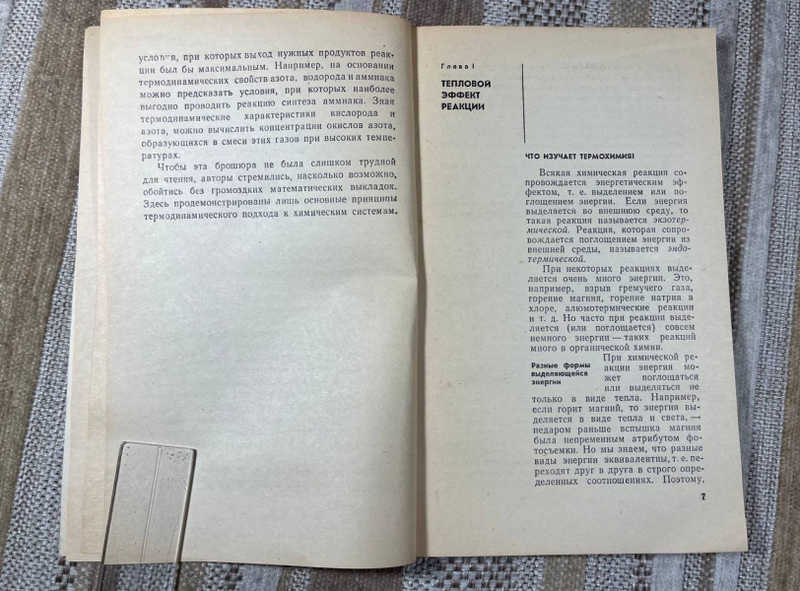 условий, при которых выход нужных продуктов реак-
ции был бы максимальным. Например, на основании
термодинамических свойств азота, водорода и аммиака
можно предсказать условия, при которых наиболее
выгодно проводить реакцию синтеза аммиака. Зная
термодинамические характеристики кислорода и
азота, можно вычислить концентрации окислов азота,
образующихся в смеси этих газов при высоких темпе-
ратурах.
Чтобы эта брошюра не была слишком трудной
для чтения, авторы стремились, насколько возможно,
обойтись без громоздких математических выкладок.
Здесь продемонстрированы лишь основные принципы
термодинамического подхода к химическим системам.
Глава I
ТЕПЛОВОЙ
ЭФФЕКТ
РЕАКЦИИ
ЧТО ИЗУЧАЕТ ТЕРМОХИМИЯ?
Всякая химическая реакция со-
провождается энергетическим эф-
фектом, т. е. выделением или по-
глощением энергии. Если энергия
выделяется во внешнюю среду, то
такая реакция называется экзотер-
мической. Реакция, которая сопро-
вождается поглощением энергии из
внешней среды, называется эндо-
термической.
При некоторых реакциях выде-
ляется очень много энергии. Это,
например, взрыв гремучего газа,
горение магния, горение натрия в
хлоре, алюмотермические реакции
и т. д. Но часто при реакции выде-
ляется (или поглощается) совсем
немного энергии — таких реакций
много в органической химии.
Разные формы
выделяющейся
энергии
При химической ре-
акции энергия мо-
жет поглощаться
или выделяться не
только в виде тепла. Например,
если горит магний, то энергия вы-
деляется в виде тепла и света, —
недаром раньше вспышка магния
была непременным атрибутом фо-
тосъемки. Но мы знаем, что разные
виды энергии эквивалентны, т. е. пе-
реходят друг в друга в строго опре-
деленных соотношениях. Поэтому,
7